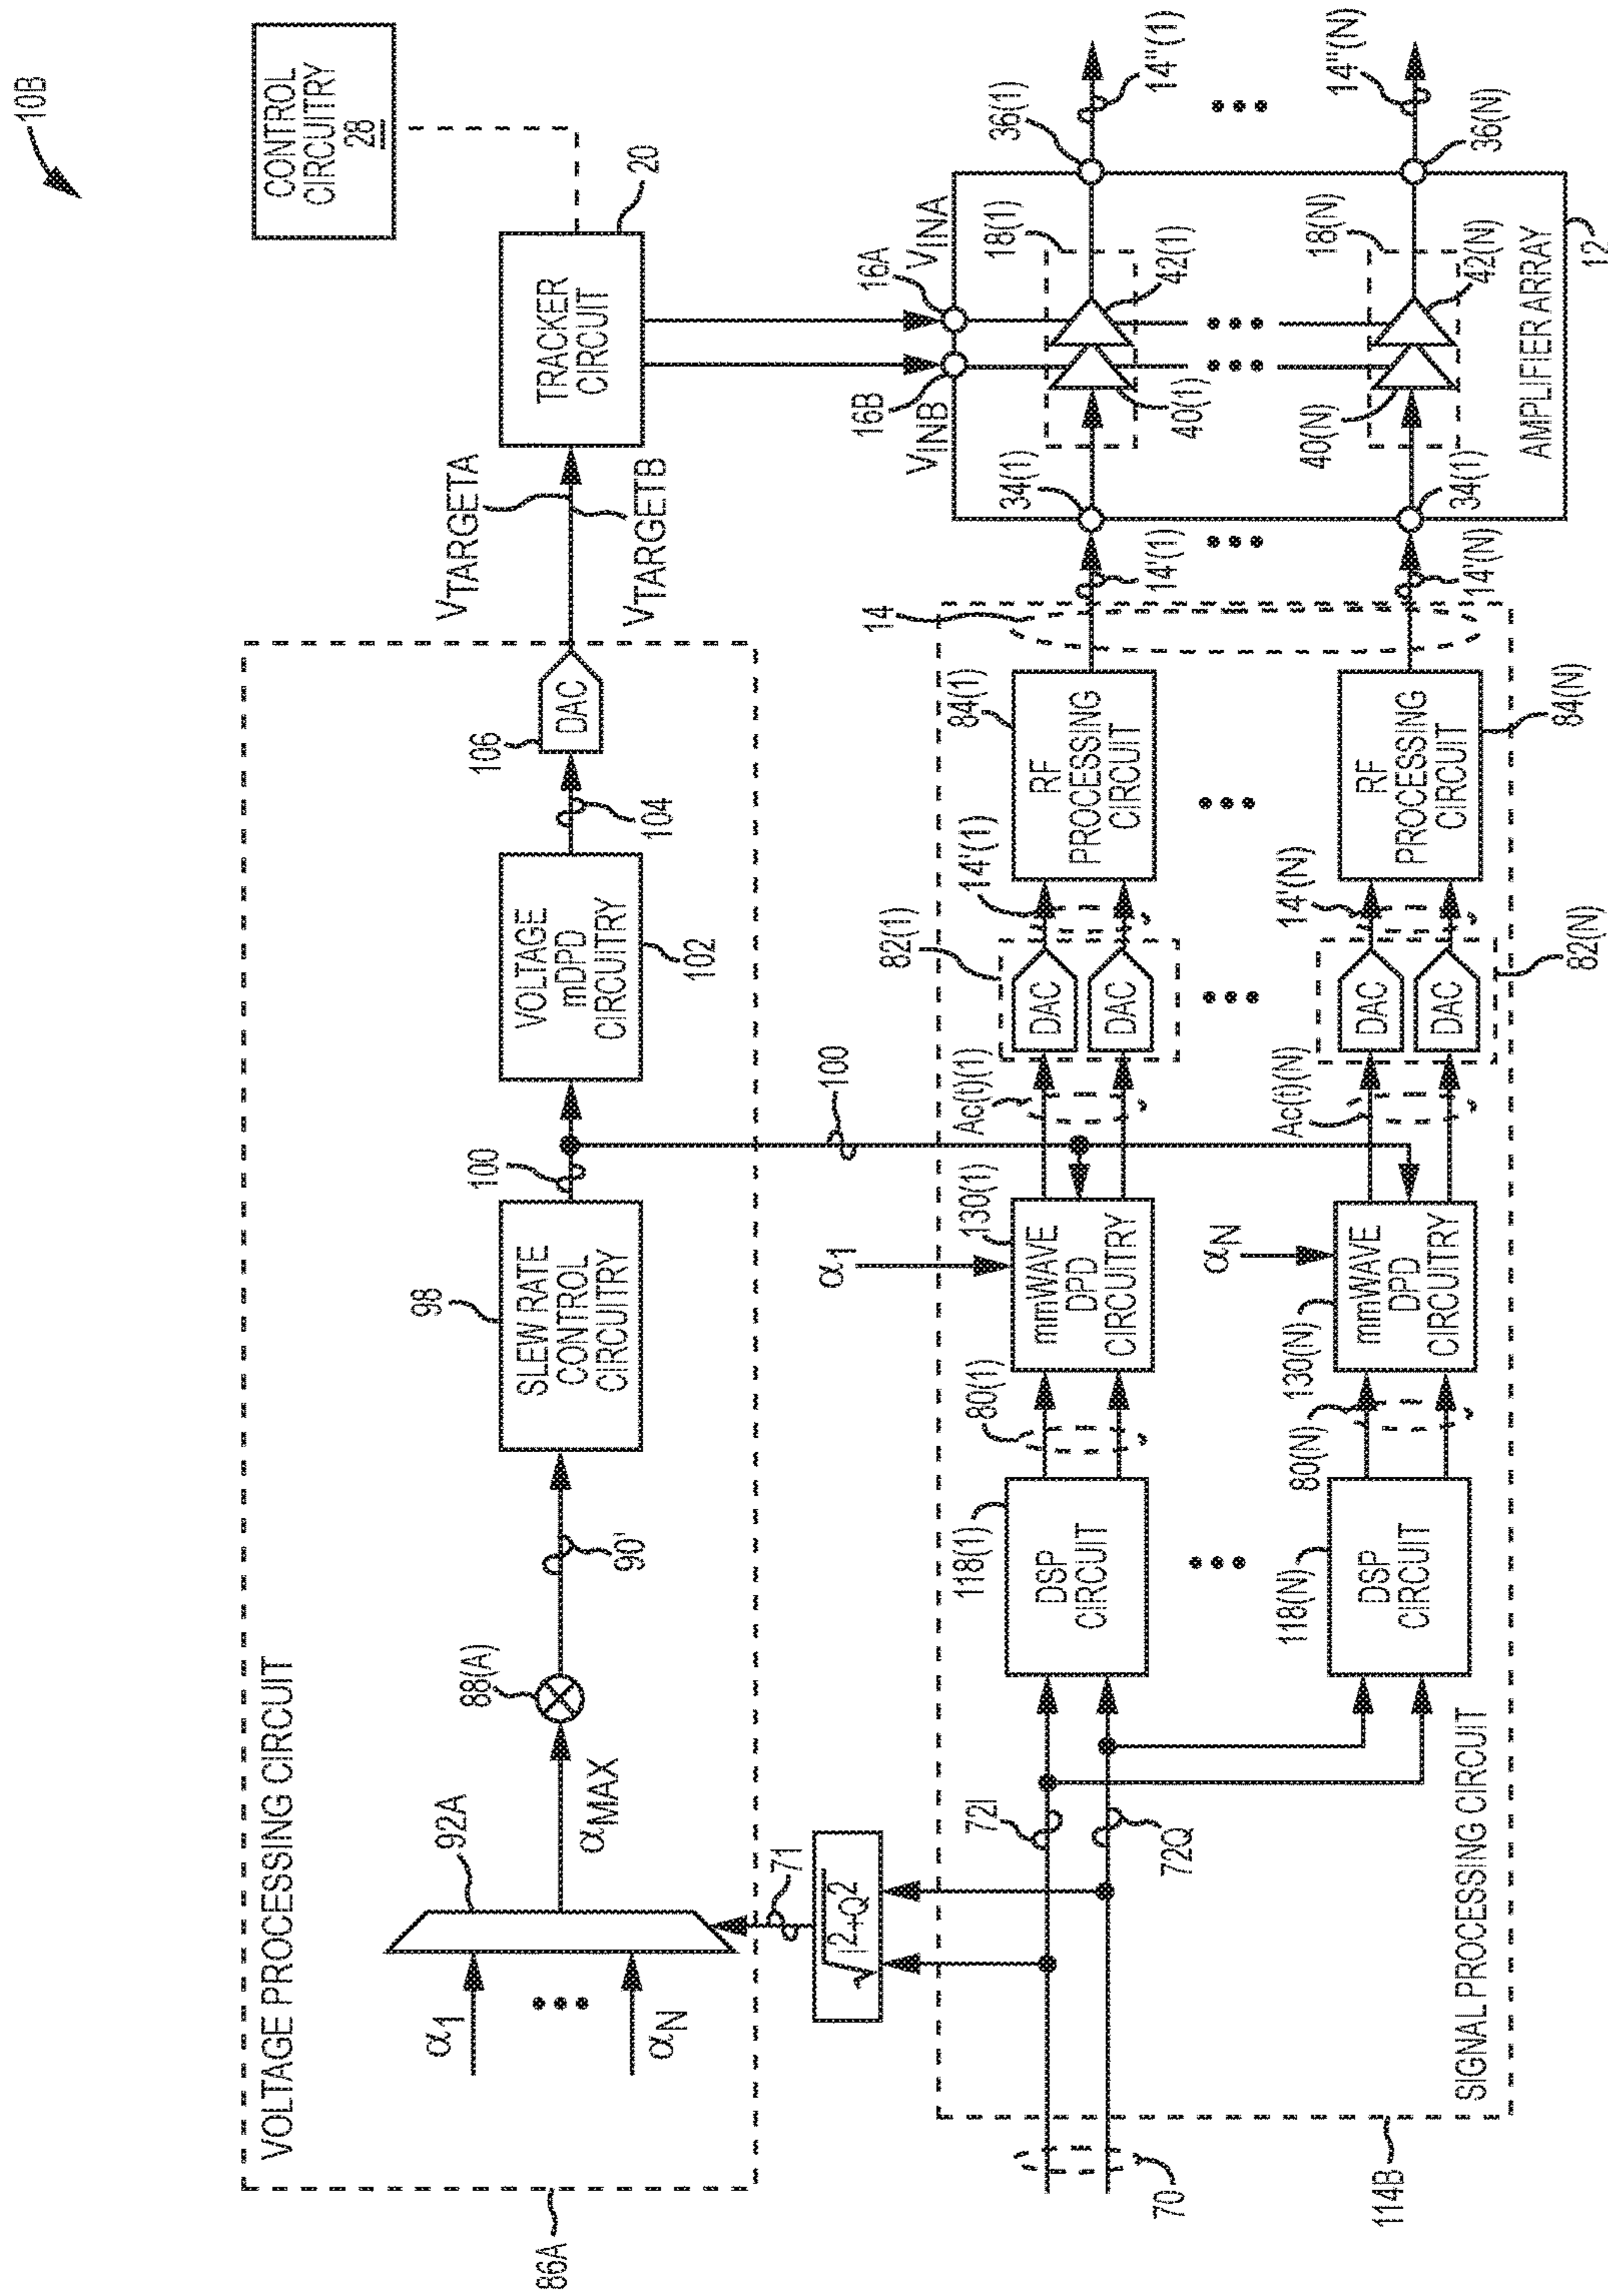 10B
CONTROL
CIRCUITRY
28
VOLTAGE PROCESSING CIRCUIT
86A
α1
αN
92A
αMAX
88(A)
90'
98
SLEW RATE
CONTROL
CIRCUITRY
100
VOLTAGE
mDPD
CIRCUITRY
102
104
106
DAC
VTARGETA
VTARGETB
TRACKER
CIRCUIT
20
71
√I2+Q2
100
16B
16A
VINB
VINA
70
72I
72Q
118(1)
DSP
CIRCUIT
80(1)
α1
130(1)
mmWAVE
DPD
CIRCUITRY
Ac(t)(1)
82(1)
DAC
DAC
14'(1)
84(1)
RF
PROCESSING
CIRCUIT
14
14'(1)
34(1)
40(1)
18(1)
42(1)
36(1)
14"(1)
118(N)
DSP
CIRCUIT
80(N)
αN
130(N)
mmWAVE
DPD
CIRCUITRY
Ac(t)(N)
DAC
DAC
82(N)
14'(N)
RF
PROCESSING
CIRCUIT
84(N)
14'(N)
34(1)
40(N)
18(N)
42(N)
36(N)
14"(N)
AMPLIFIER ARRAY
12
SIGNAL PROCESSING CIRCUIT
114B